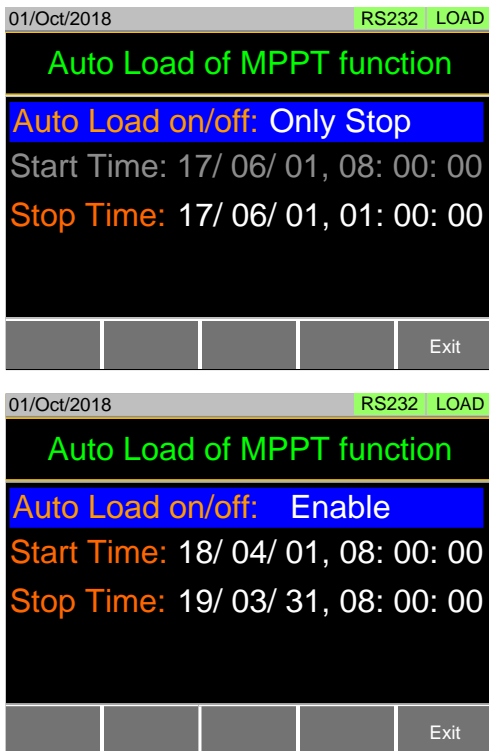 01/Oct/2018 RS232 LOAD
Auto Load of MPPT function
Auto Load on/off: Only Stop
Start Time: 17/ 06/ 01, 08: 00: 00
Stop Time: 17/ 06/ 01, 01: 00: 00
Exit
01/Oct/2018 RS232 LOAD
Auto Load of MPPT function
Auto Load on/off: Enable
Start Time: 18/ 04/ 01, 08: 00: 00
Stop Time: 19/ 03/ 31, 08: 00: 00
Exit